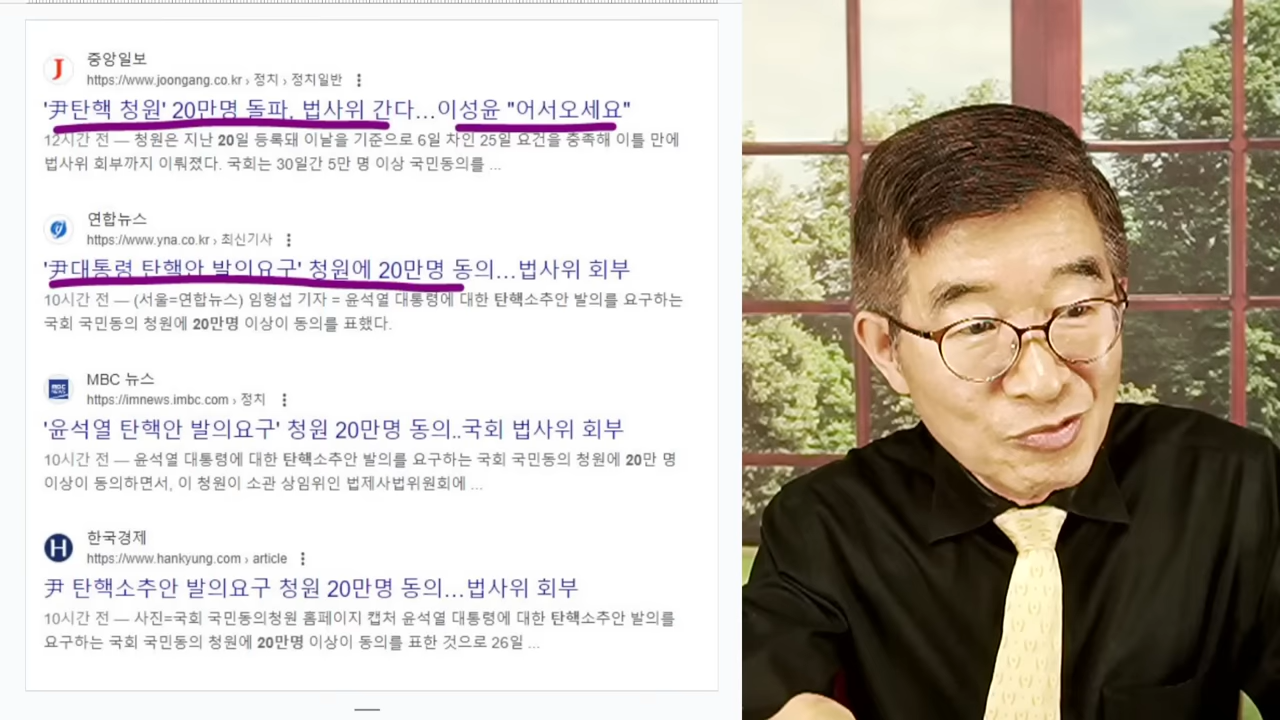 중앙일보
https://www.joongang.co.kr › 정치 › 정치일반
'尹탄핵 청원' 20만명 돌파, 법사위 간다…이성윤 "어서오세요"
12시간 전 — 청원은 지난 20일 등록돼 이날을 기준으로 6일 차인 25일 요건을 충족해 이틀 만에
법사위 회부까지 이뤄졌다. 국회는 30일간 5만 명 이상 국민동의를 ...
연합뉴스
https://www.yna.co.kr › 최신기사
'尹대통령 탄핵안 발의요구' 청원에 20만명 동의…법사위 회부
10시간 전 — (서울=연합뉴스) 임형섭 기자 = 윤석열 대통령에 대한 탄핵소추안 발의를 요구하는
국회 국민동의 청원에 20만명 이상이 동의를 표했다.
MBC 뉴스
https://imnews.imbc.com › 정치
'윤석열 탄핵안 발의요구' 청원 20만명 동의..국회 법사위 회부
10시간 전 — 윤석열 대통령에 대한 탄핵소추안 발의를 요구하는 국회 국민동의 청원에 20만 명
이상이 동의하면서, 이 청원이 소관 상임위인 법제사법위원회에 ...
한국경제
https://www.hankyung.com › article
尹 탄핵소추안 발의요구 청원 20만명 동의…법사위 회부
10시간 전 — 사진=국회 국민동의청원 홈페이지 캡처 윤석열 대통령에 대한 탄핵소추안 발의를
요구하는 국회 국민동의 청원에 20만명 이상이 동의를 표한 것으로 26일 ...